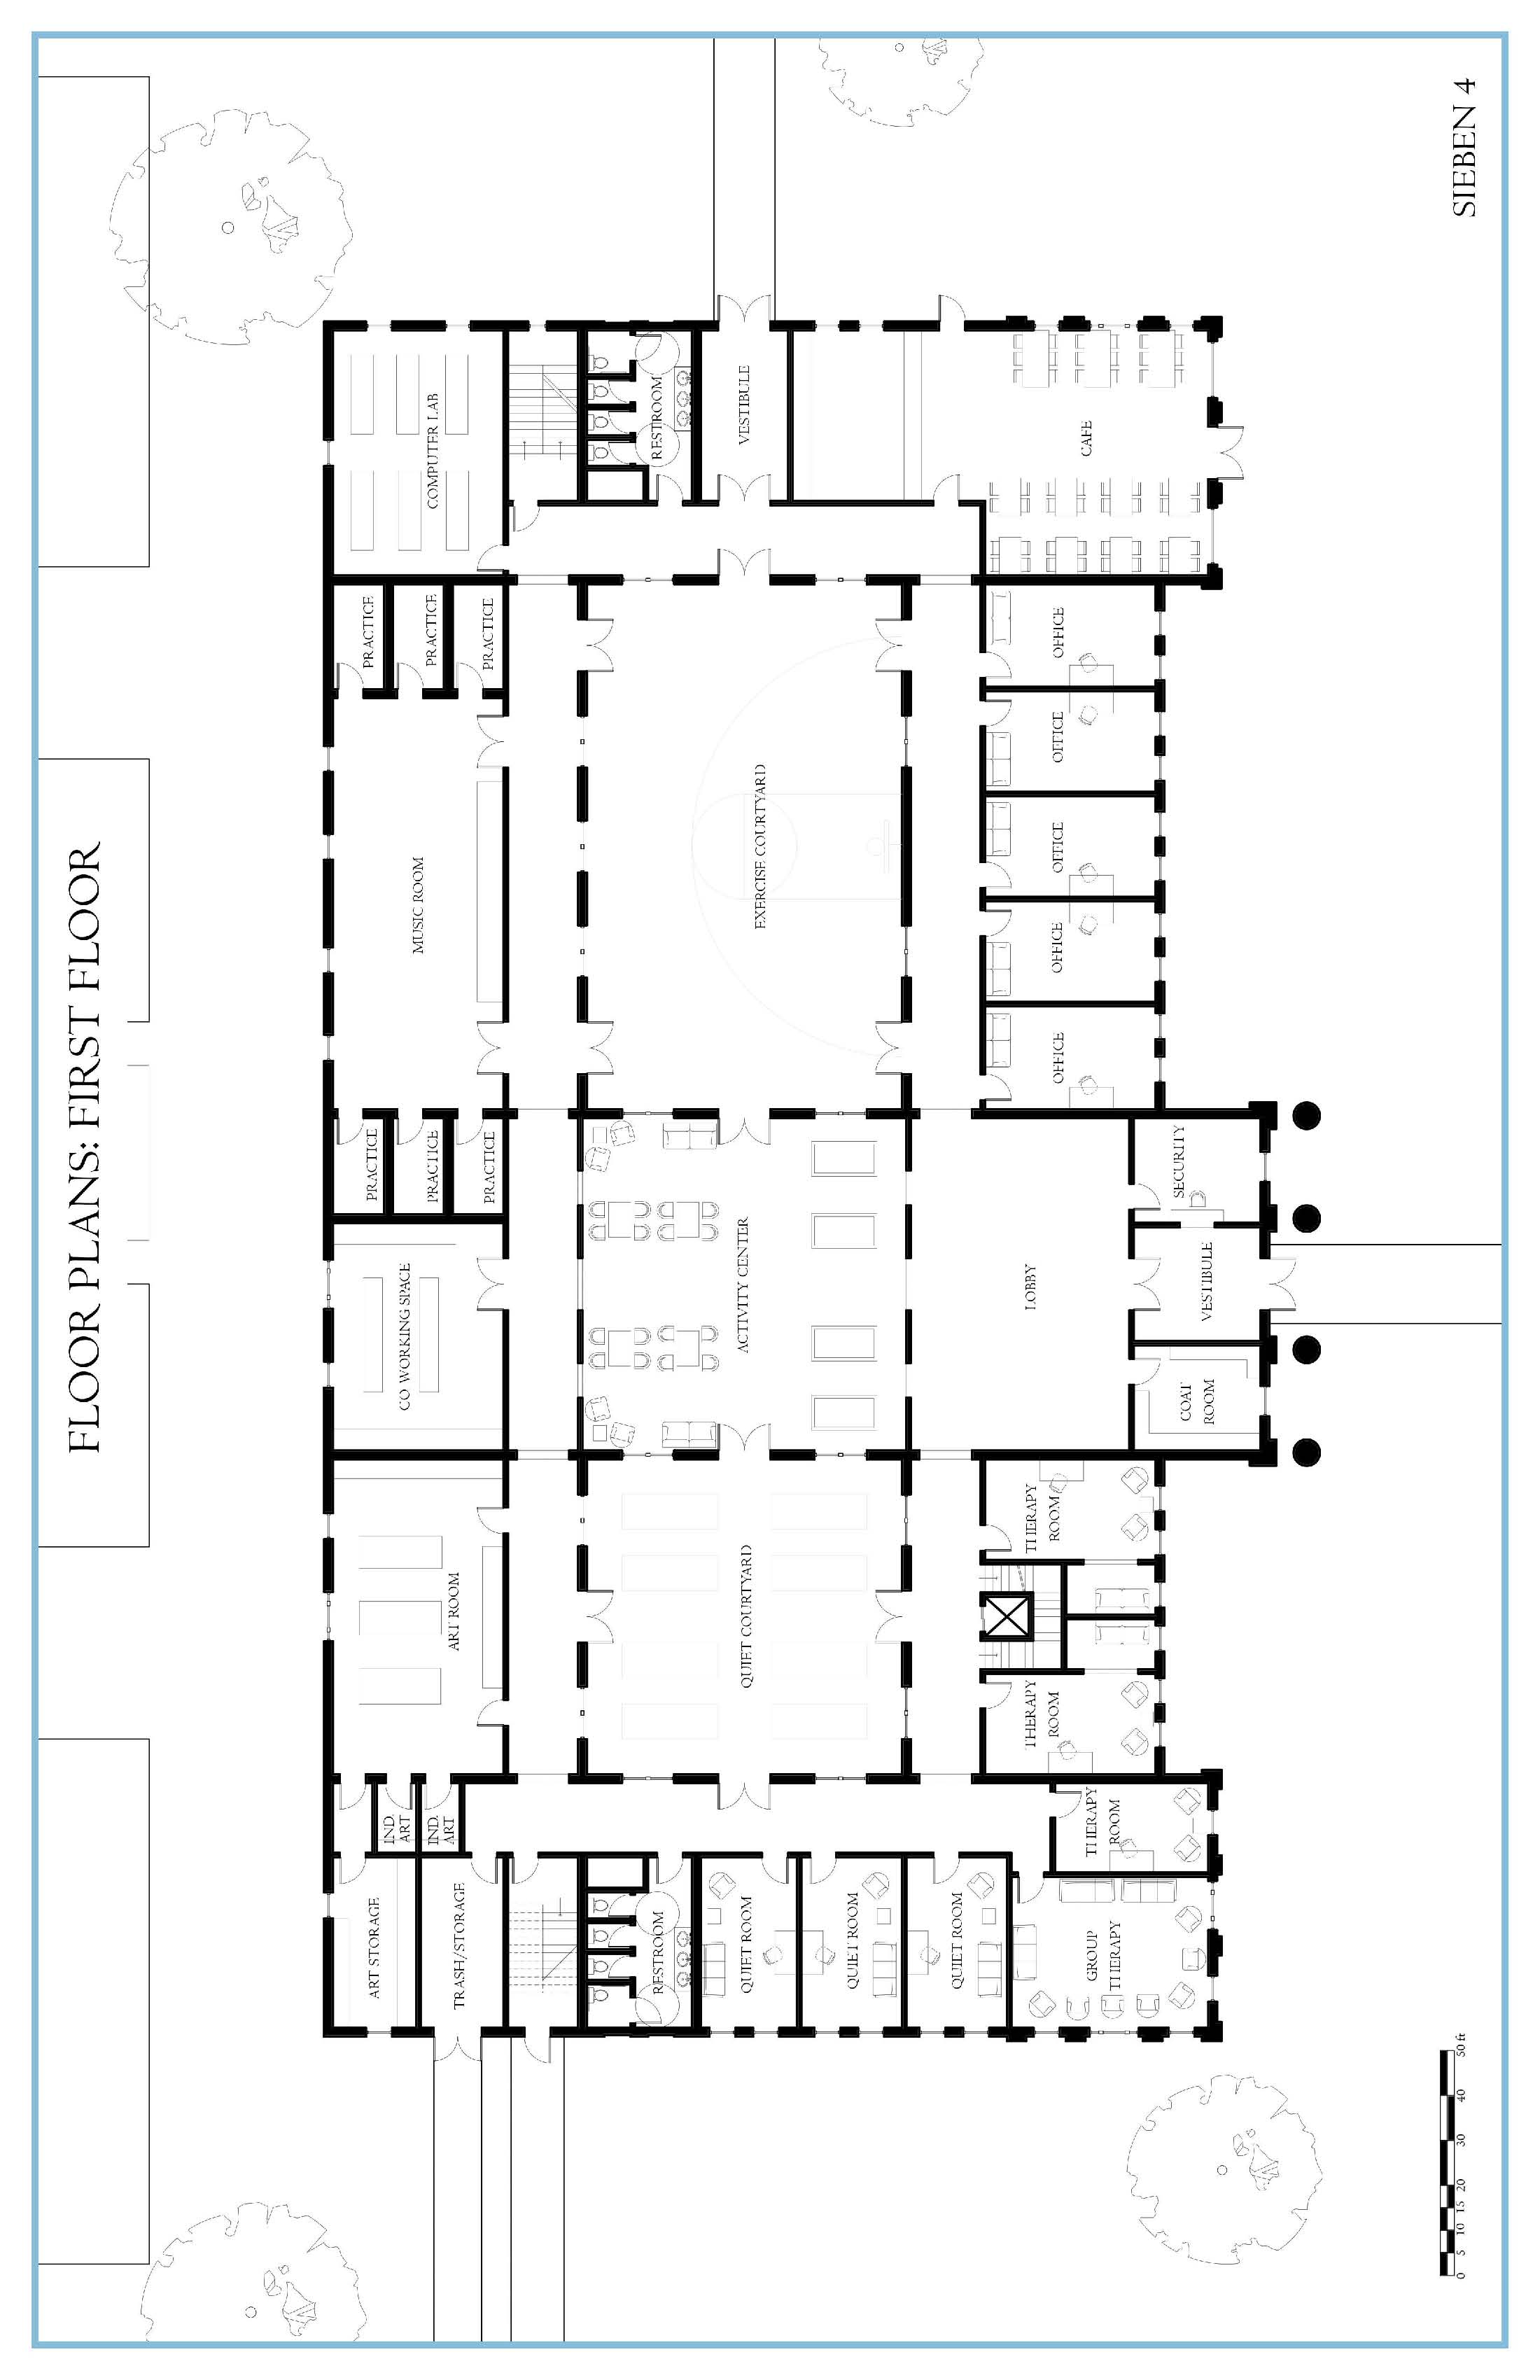 FLOOR PLANS: FIRST FLOOR
ART STORAGE
IND.
ART
IND.
ART
TRASH/STORAGE
ART ROOM
CO WORKING SPACE
PRACTICE
PRACTICE
PRACTICE
MUSIC ROOM
PRACTICE
PRACTICE
PRACTICE
COMPUTER LAB
RESTROOM
RESTROOM
QUIET ROOM
QUIET COURTYARD
ACTIVITY CENTER
EXERCISE COURTYARD
VESTIBULE
QUIET ROOM
QUIET ROOM
THERAPY
ROOM
THERAPY
ROOM
LOBBY
OFFICE
OFFICE
OFFICE
OFFICE
OFFICE
CAFE
GROUP
THERAPY
THERAPY
ROOM
COAT
ROOM
VESTIBULE
SECURITY
0 5 10 15 20 30 40 50 ft
SIEBEN 4